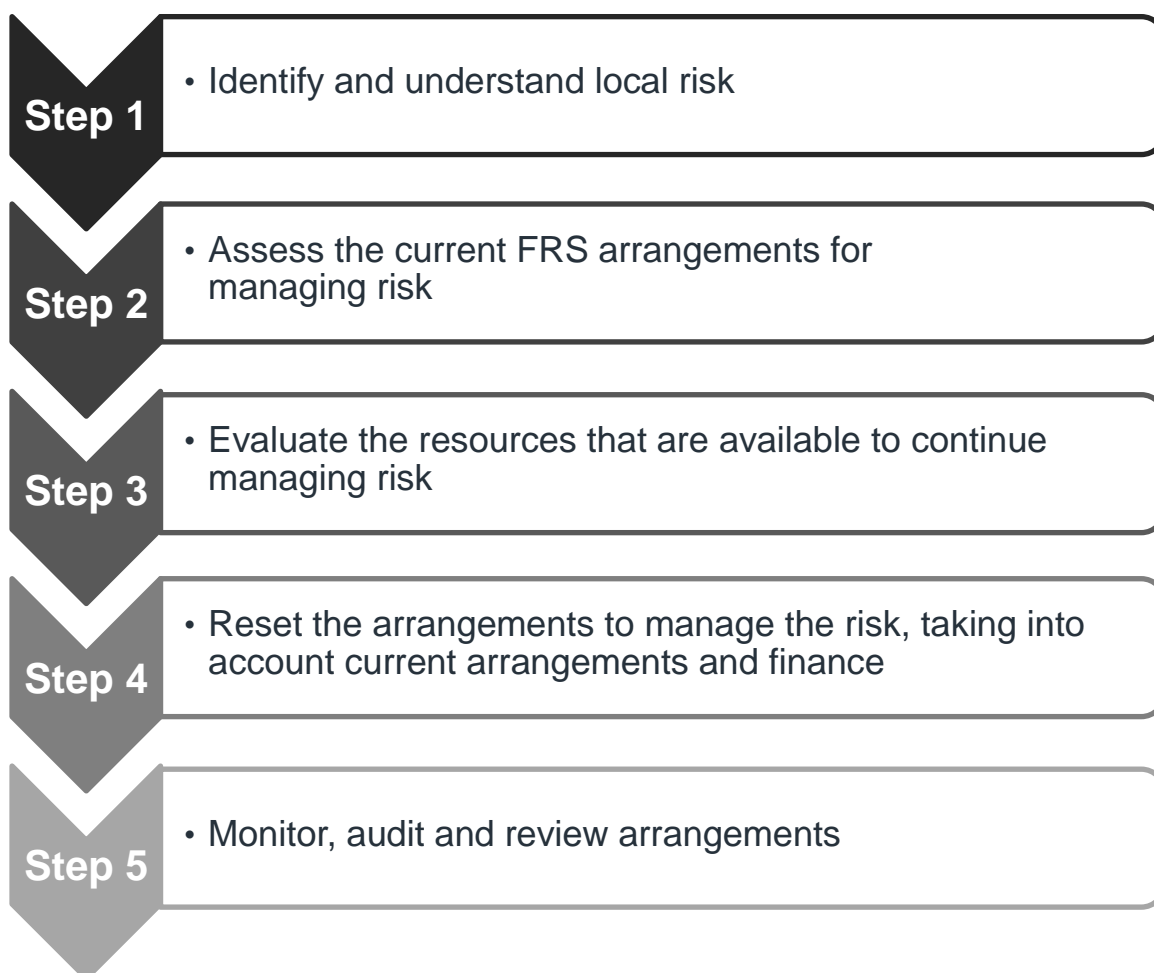 Step 1
• Identify and understand local risk
Step 2
• Assess the current FRS arrangements for
managing risk
Step 3
• Evaluate the resources that are available to continue
managing risk
Step 4
• Reset the arrangements to manage the risk, taking into
account current arrangements and finance
Step 5
• Monitor, audit and review arrangements